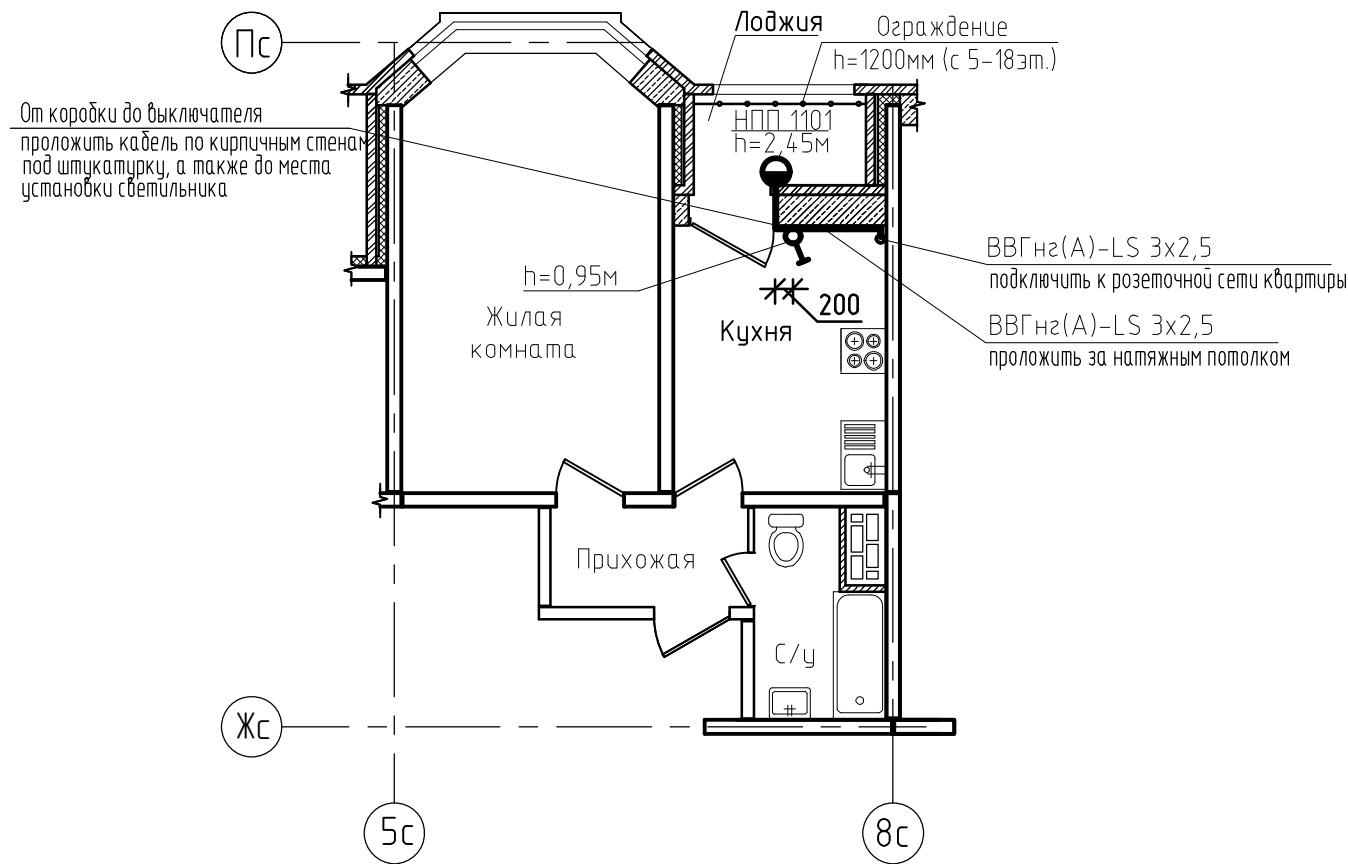 Пс
Лоджия
Ограждение
h=1200мм (с 5-18эт.)
От коробки до выключателя
проложить кабель по кирпичным стенам
под штукатурку, а также до места
установки светильника
НПП 1101
h=2,45м
ВВГнг(А)-LS 3х2,5
подключить к розеточной сети квартиры
h=0,95м
200
Жилая
комната
Кухня
ВВГнг(А)-LS 3х2,5
проложить за натяжным потолком
Прихожая
С/у
Жс
5с
8с